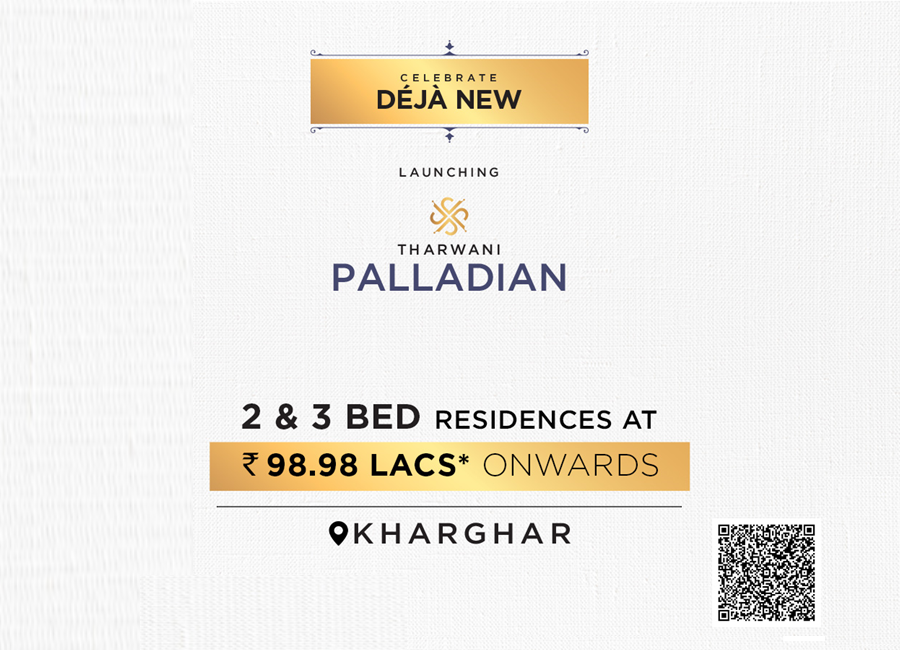 CELEBRATE
DÉJÀ NEW
LAUNCHING
THARWANI
PALLADIAN
2 & 3 BED RESIDENCES AT
₹ 98.98 LACS* ONWARDS
KHARGHAR